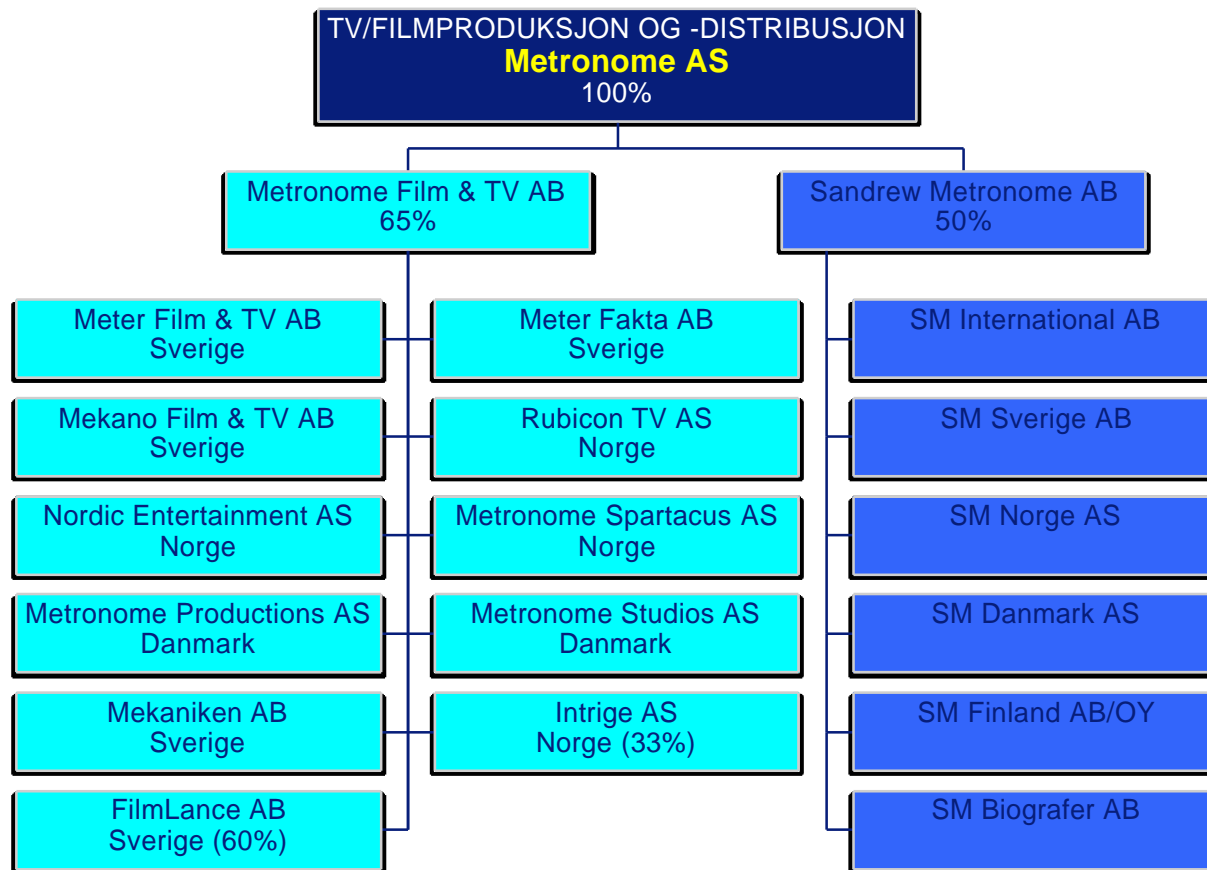 TV/FILMPRODUKSJON OG -DISTRIBUSJON
Metronome AS
100%
Metronome Film & TV AB
65%
Sandrew Metronome AB
50%
Meter Film & TV AB
Sverige
Meter Fakta AB
Sverige
SM International AB
Mekano Film & TV AB
Sverige
Rubicon TV AS
Norge
SM Sverige AB
Nordic Entertainment AS
Norge
Metronome Spartacus AS
Norge
SM Norge AS
Metronome Productions AS
Danmark
Metronome Studios AS
Danmark
SM Danmark AS
Mekaniken AB
Sverige
Intrige AS
Norge (33%)
SM Finland AB/OY
FilmLance AB
Sverige (60%)
SM Biografer AB